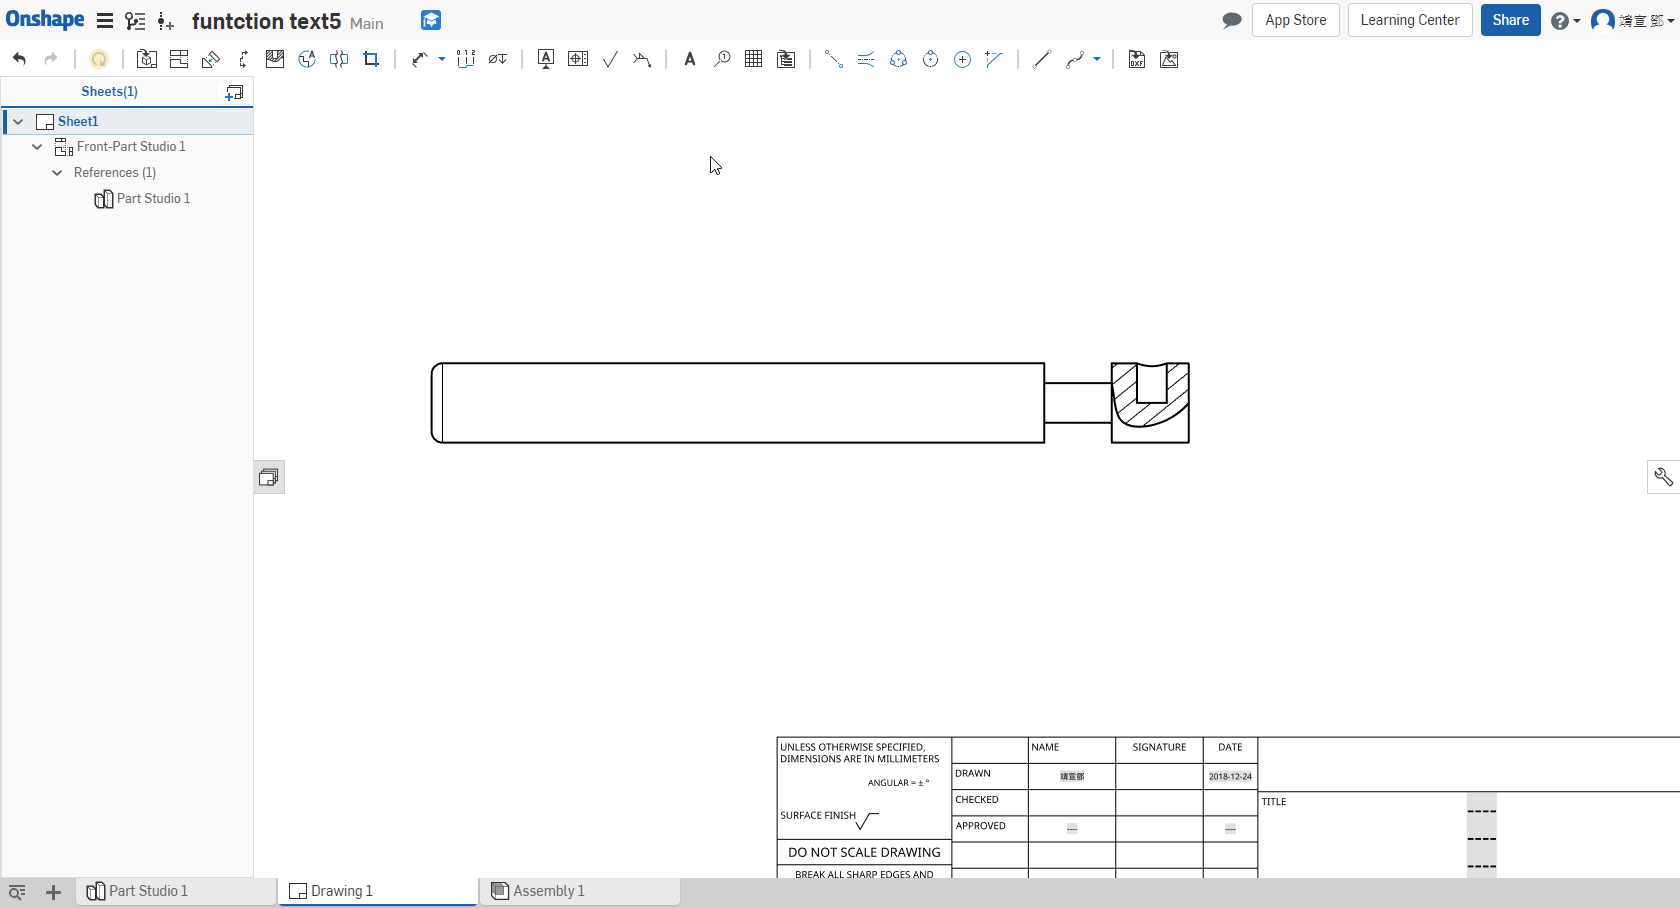 Onshape
funtction text5 Main
App Store
Learning Center
Share
靖宣 鄧
Sheets(1)
Sheet1
Front-Part Studio 1
References (1)
Part Studio 1
UNLESS OTHERWISE SPECIFIED,
DIMENSIONS ARE IN MILLIMETERS
ANGULAR = ± °
SURFACE FINISH
DO NOT SCALE DRAWING
BREAK ALL SHARP EDGES AND
NAME
SIGNATURE
DATE
DRAWN
靖宣鄧
2018-12-24
CHECKED
APPROVED
----
----
TITLE
Part Studio 1
Drawing 1
Assembly 1